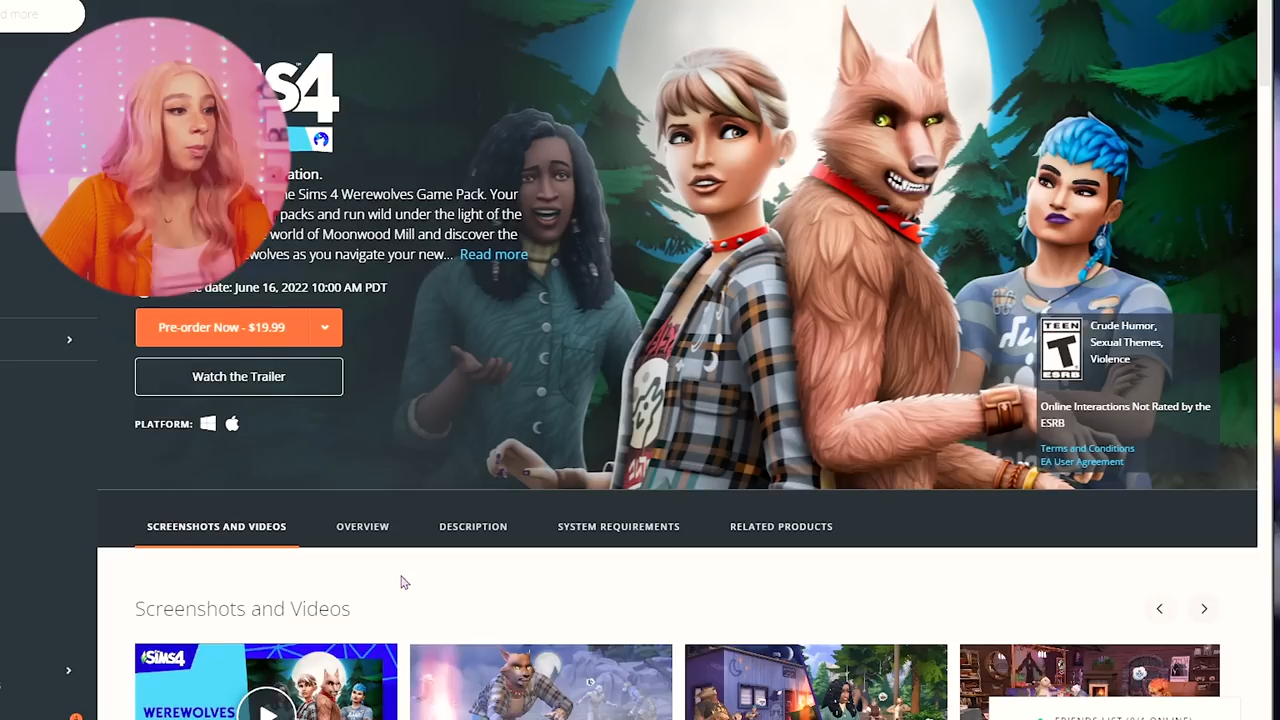 d more
S4
ation.
e Sims 4 Werewolves Game Pack. Your
packs and run wild under the light of the
world of Moonwood Mill and discover the
wolves as you navigate your new... Read more
date: June 16, 2022 10:00 AM PDT
Pre-order Now - $19.99
Watch the Trailer
PLATFORM:
TEEN
T
ESRB
Crude Humor,
Sexual Themes,
Violence
Online Interactions Not Rated by the
ESRB
Terms and Conditions
EA User Agreement
SCREENSHOTS AND VIDEOS
OVERVIEW
DESCRIPTION
SYSTEM REQUIREMENTS
RELATED PRODUCTS
Screenshots and Videos
SIMS4
WEREWOLVES